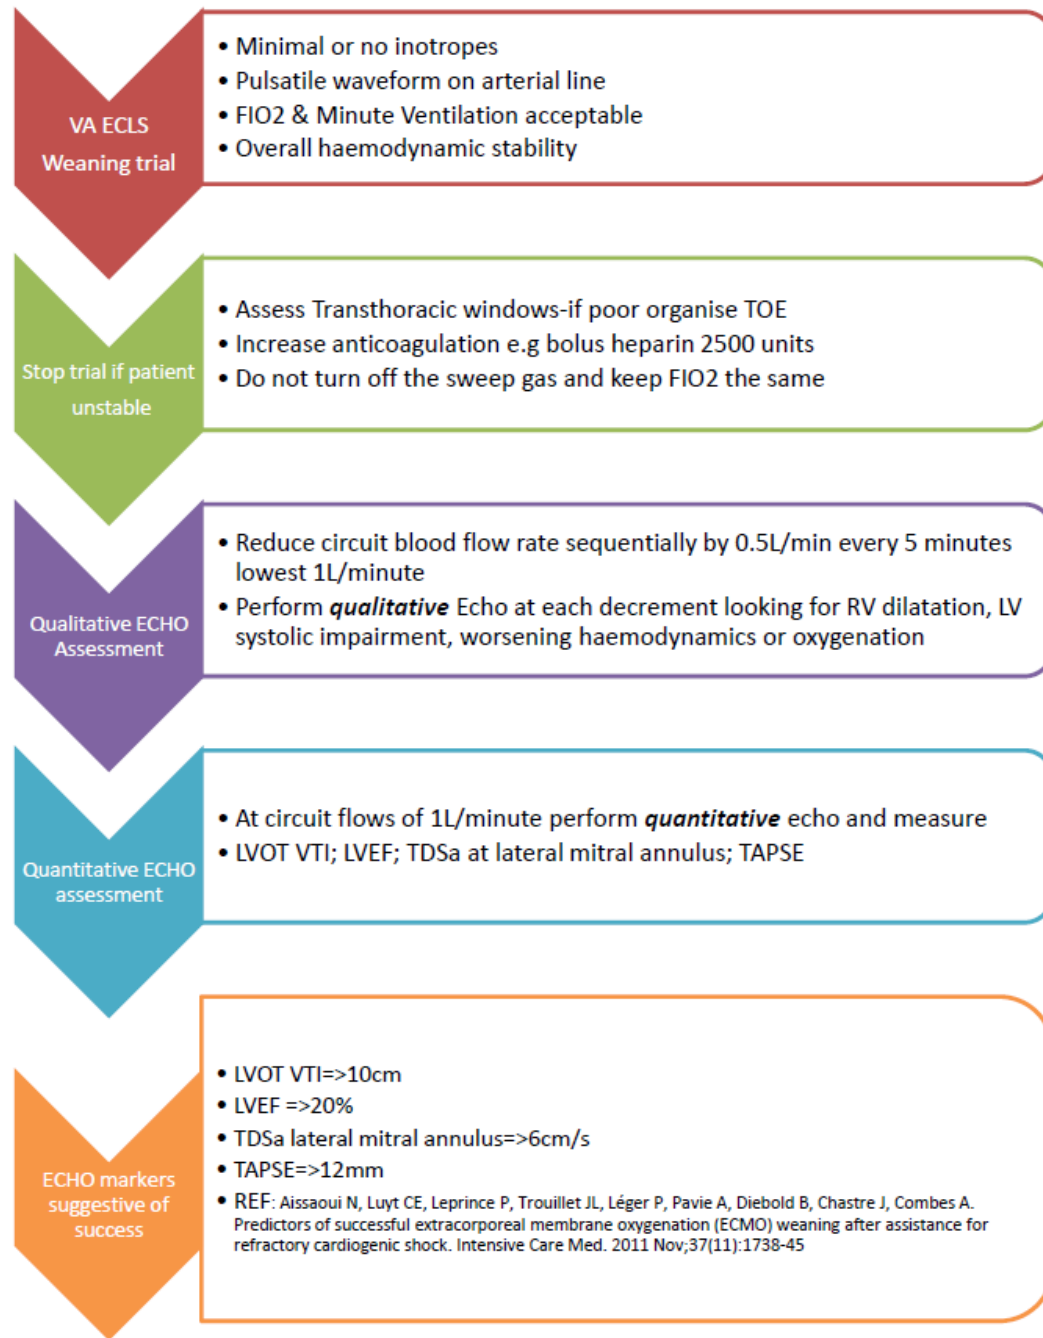 VA ECLS
Weaning trial
• Minimal or no inotropes
• Pulsatile waveform on arterial line
• FIO2 & Minute Ventilation acceptable
• Overall haemodynamic stability
Stop trial if patient
unstable
• Assess Transthoracic windows-if poor organise TOE
• Increase anticoagulation e.g bolus heparin 2500 units
• Do not turn off the sweep gas and keep FIO2 the same
Qualitative ECHO
Assessment
• Reduce circuit blood flow rate sequentially by 0.5L/min every 5 minutes
lowest 1L/minute
• Perform qualitative Echo at each decrement looking for RV dilatation, LV
systolic impairment, worsening haemodynamics or oxygenation
Quantitative ECHO
assessment
• At circuit flows of 1L/minute perform quantitative echo and measure
• LVOT VTI; LVEF; TDSa at lateral mitral annulus; TAPSE
ECHO markers
suggestive of
success
• LVOT VTI=>10cm
• LVEF =>20%
• TDSa lateral mitral annulus=>6cm/s
• TAPSE=>12mm
• REF: Aissaoui N, Luyt CE, Leprince P, Trouillet JL, Léger P, Pavie A, Diebold B, Chastre J, Combes A.
Predictors of successful extracorporeal membrane oxygenation (ECMO) weaning after assistance for
refractory cardiogenic shock. Intensive Care Med. 2011 Nov;37(11):1738-45